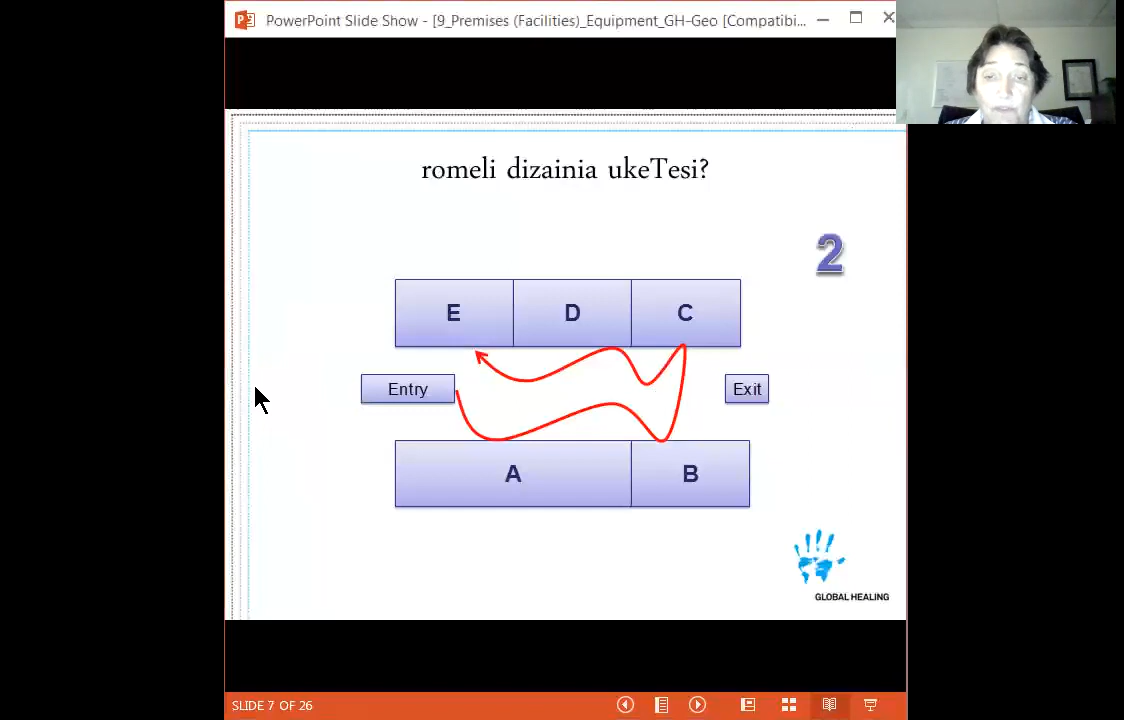 PowerPoint Slide Show - [9_Premises (Facilities)_Equipment_GH-Geo [Compatibi...
romeli dizainia ukeTesi?
2
E D C
Entry Exit
A B
GLOBAL HEALING
SLIDE 7 OF 26